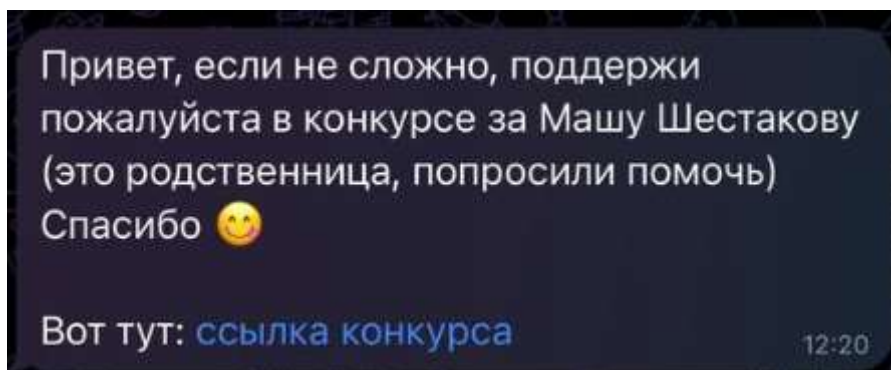 Привет, если не сложно, поддержи
пожалуйста в конкурсе за Машу Шестакову
(это родственница, попросили помочь)
Спасибо 😋
Вот тут: ссылка конкурса
12:20